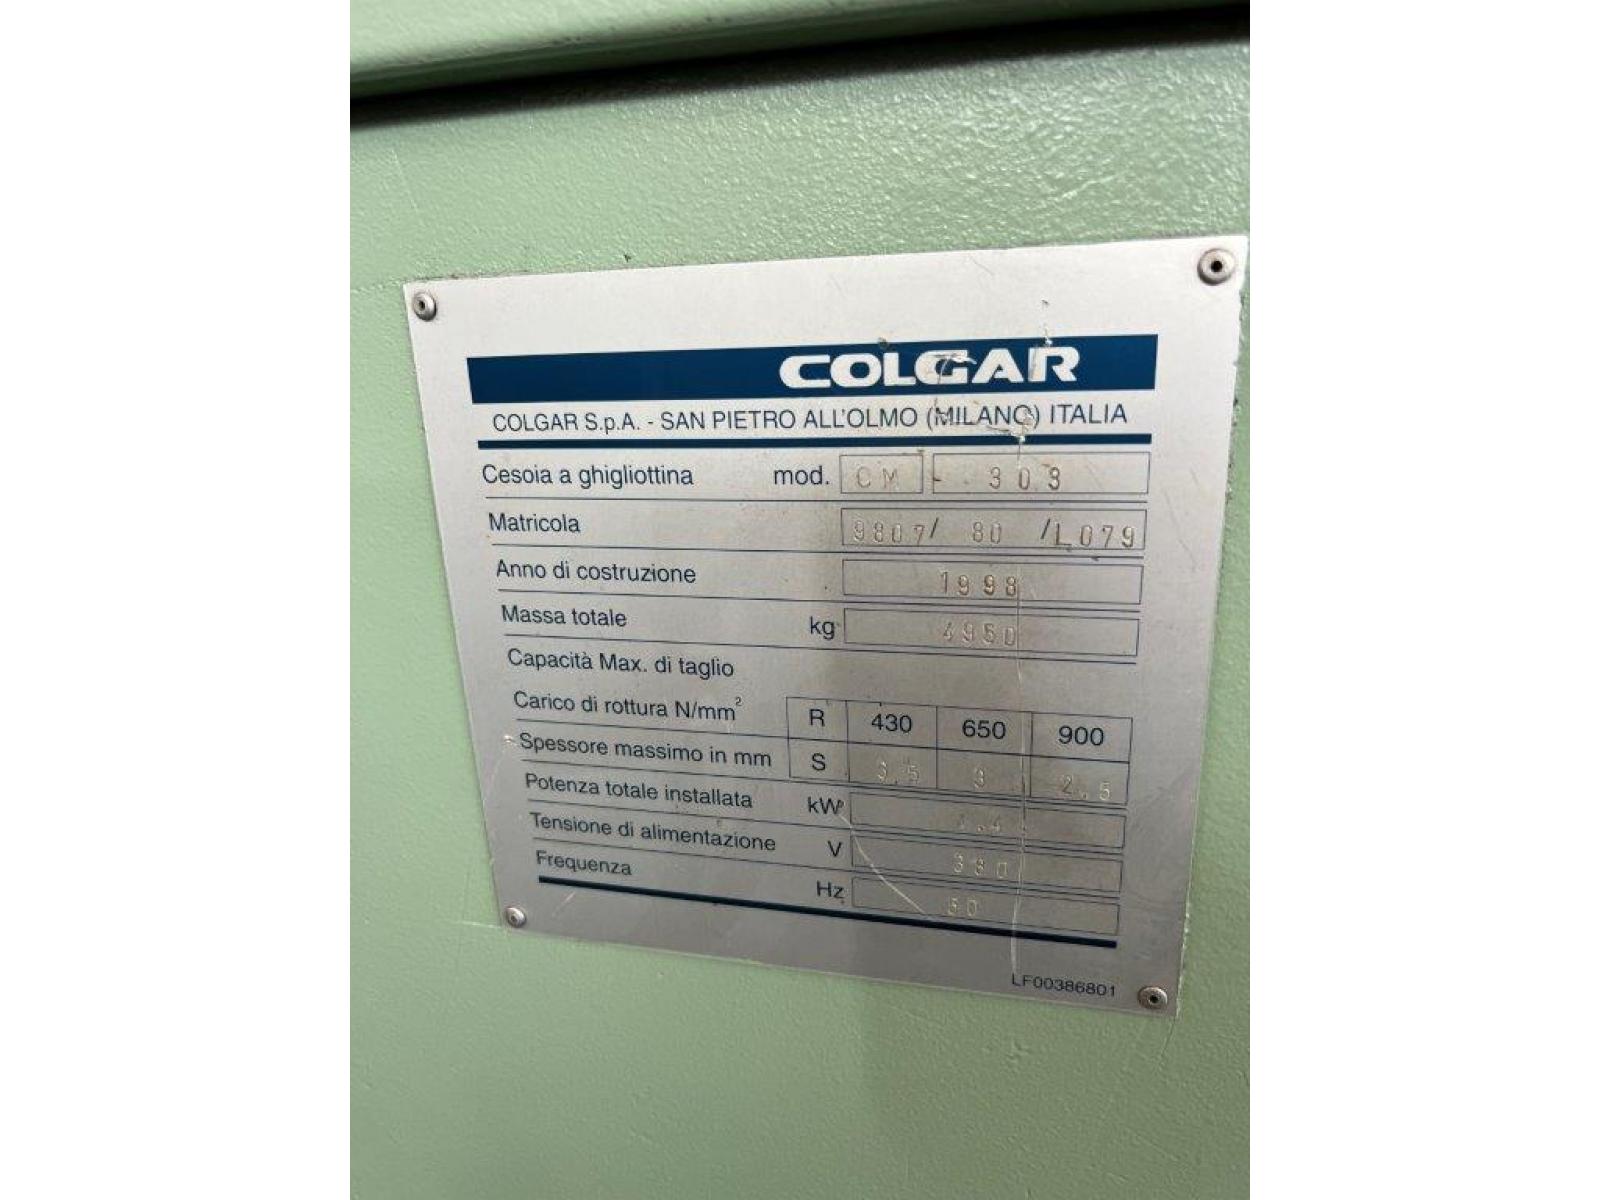 COLGAR
COLGAR S.p.A. - SAN PIETRO ALL'OLMO (MILANO) ITALIA
Cesoia a ghigliottina mod. CM - 303
Matricola 9807/ 80 /L079
Anno di costruzione 1998
Massa totale kg 4950
Capacità Max. di taglio
Carico di rottura N/mm² R 430 650 900
Spessore massimo in mm S 3.5 3 2.5
Potenza totale installata kW
Tensione di alimentazione V 380
Frequenza Hz 50
LF00386801